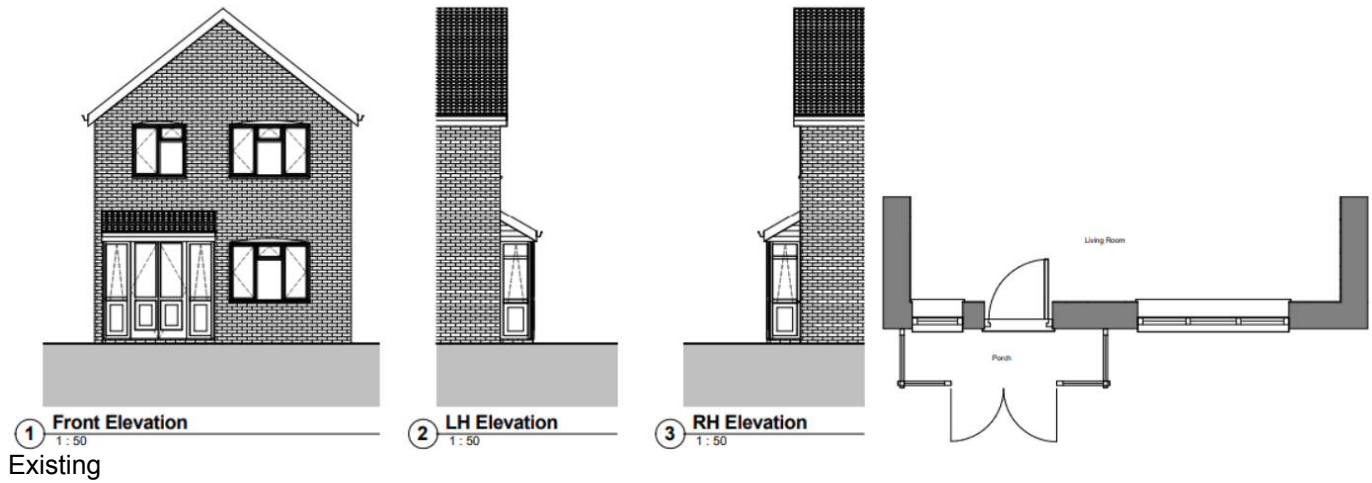 Living Room
Porch
1 Front Elevation
1 : 50
2 LH Elevation
1 : 50
3 RH Elevation
1 : 50
Existing